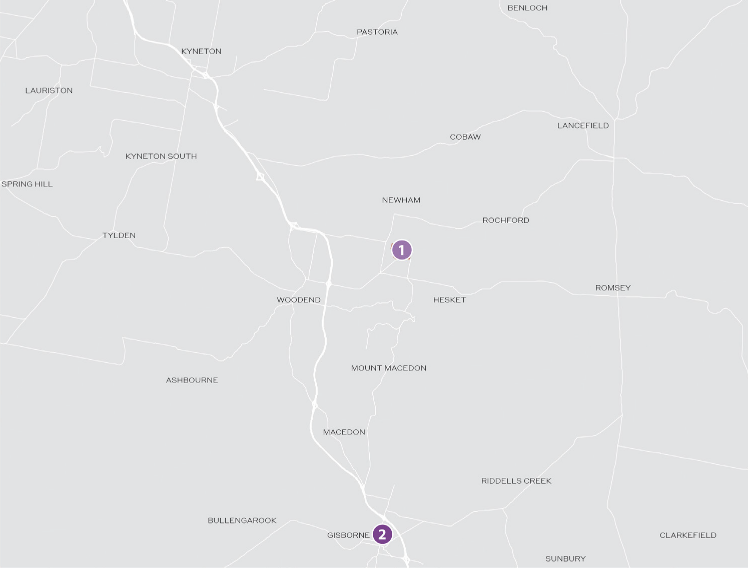 BENLOCH
PASTORIA
KYNETON
LAURISTON
LANCEFIELD
COBAW
KYNETON SOUTH
SPRING HILL
NEWHAM
ROCHFORD
TYLDEN
1
ROMSEY
WOODEND
HESKET
MOUNT MACEDON
ASHBOURNE
MACEDON
RIDDELLS CREEK
BULLENGAROOK
GISBORNE 2
CLARKEFIELD
SUNBURY